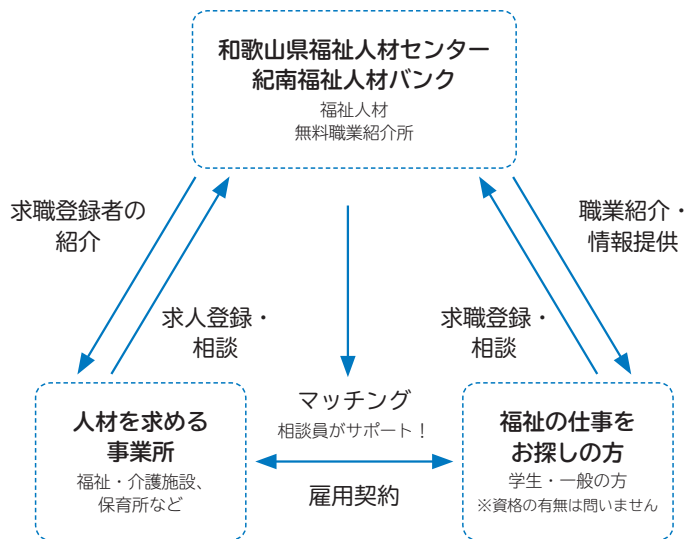 和歌山県福祉人材センター
紀南福祉人材バンク
福祉人材
無料職業紹介所
求職登録者の
紹介
職業紹介・
情報提供
求人登録・
相談
求職登録・
相談
マッチング
相談員がサポート！
雇用契約
人材を求める
事業所
福祉・介護施設、
保育所など
福祉の仕事を
お探しの方
学生・一般の方
※資格の有無は問いません